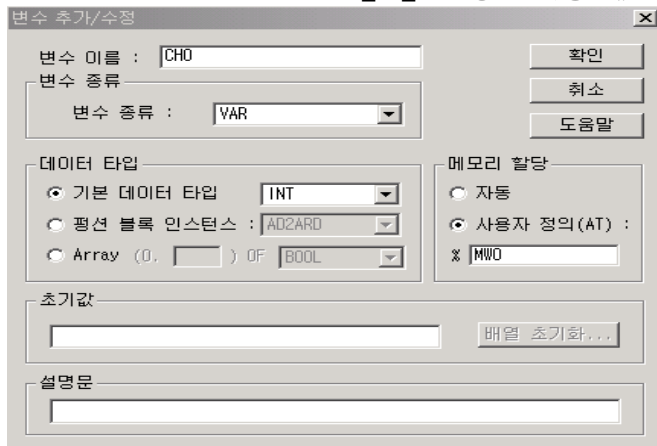 변수 추가/수정
변수 이름 : CH0
확인
변수 종류
취소
변수 종류 : VAR
도움말
데이터 타입
메모리 할당
기본 데이터 타입 INT
자동
평션 블록 인스턴스 : AD2ARD
사용자 정의(AT) :
Array (0, ) OF BOOL
% MW0
초기값
배열 초기화...
설명문